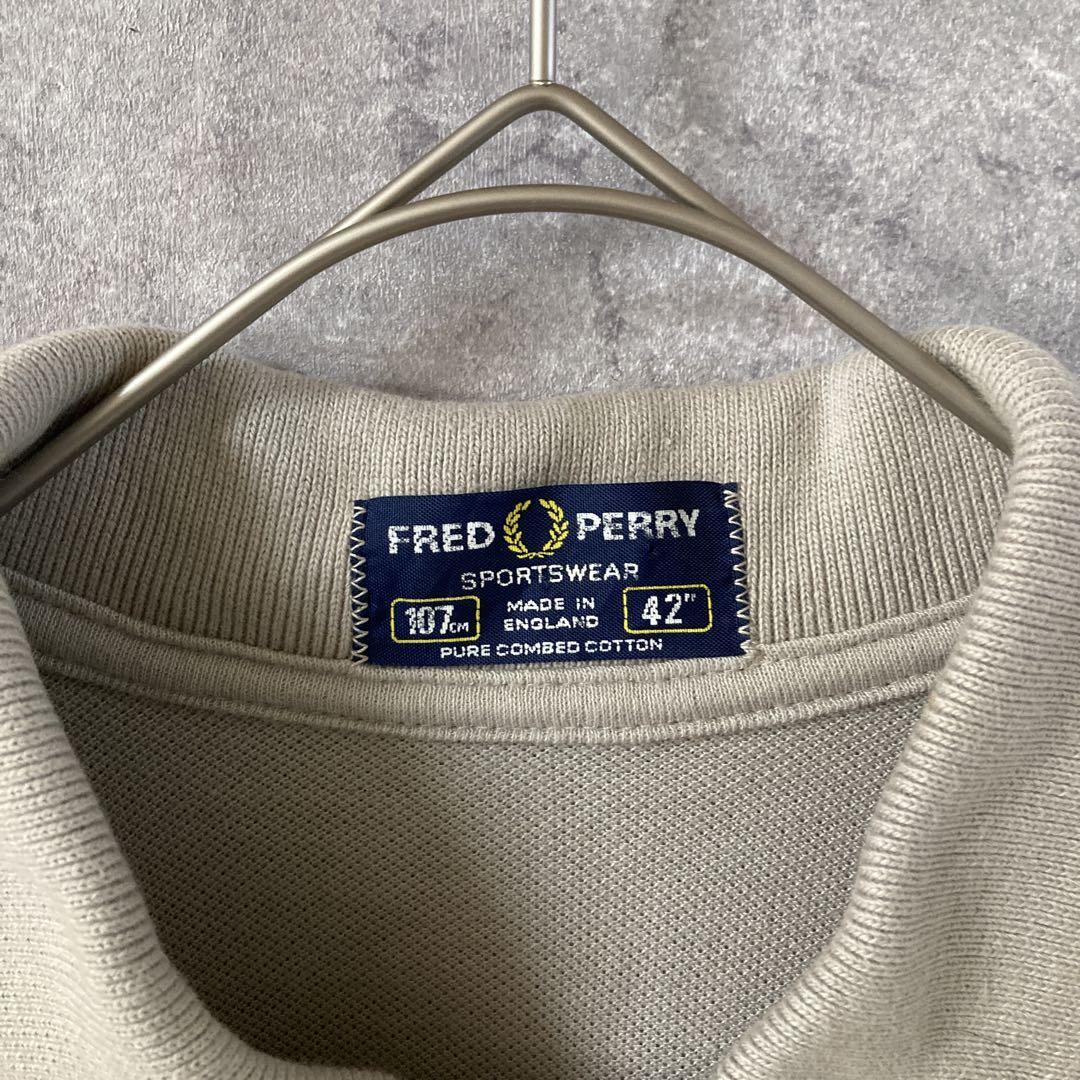 FRED PERRY
SPORTSWEAR
107CM MADE IN ENGLAND 42"
PURE COMBED COTTON